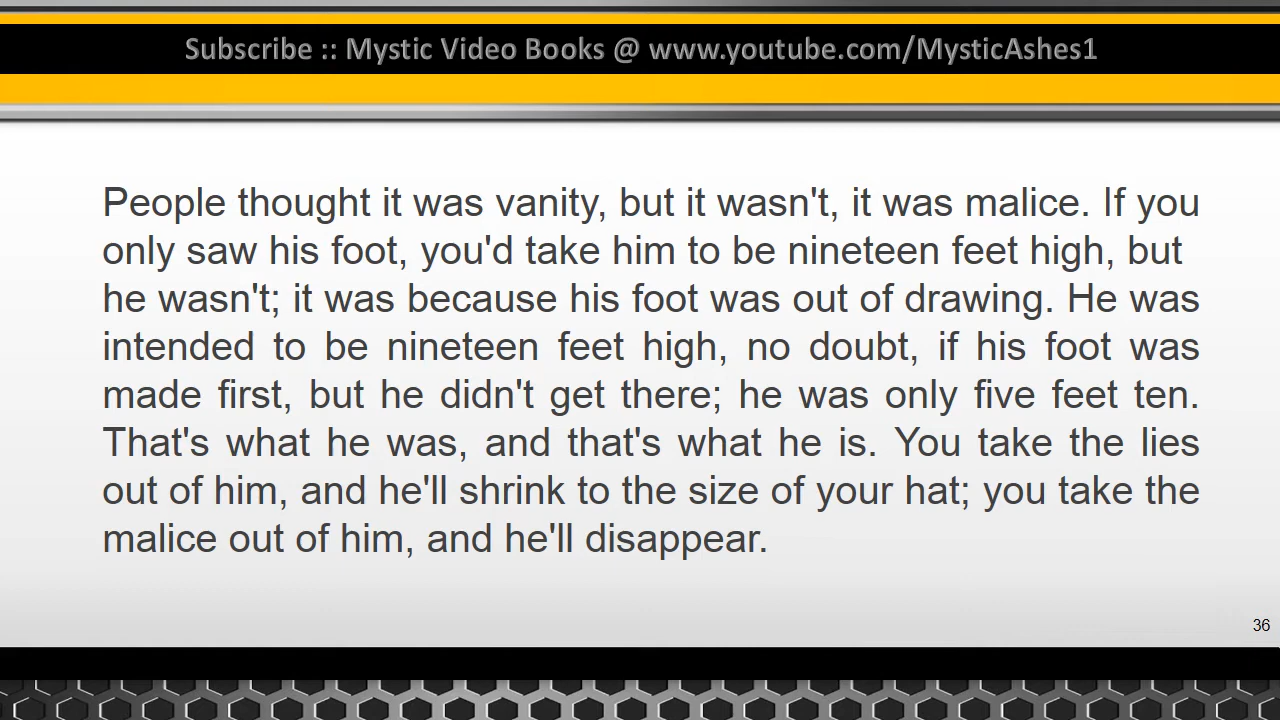 Subscribe :: Mystic Video Books @ www.youtube.com/MysticAshes1
People thought it was vanity, but it wasn't, it was malice. If you
only saw his foot, you'd take him to be nineteen feet high, but
he wasn't; it was because his foot was out of drawing. He was
intended to be nineteen feet high, no doubt, if his foot was
made first, but he didn't get there; he was only five feet ten.
That's what he was, and that's what he is. You take the lies
out of him, and he'll shrink to the size of your hat; you take the
malice out of him, and he'll disappear.
36